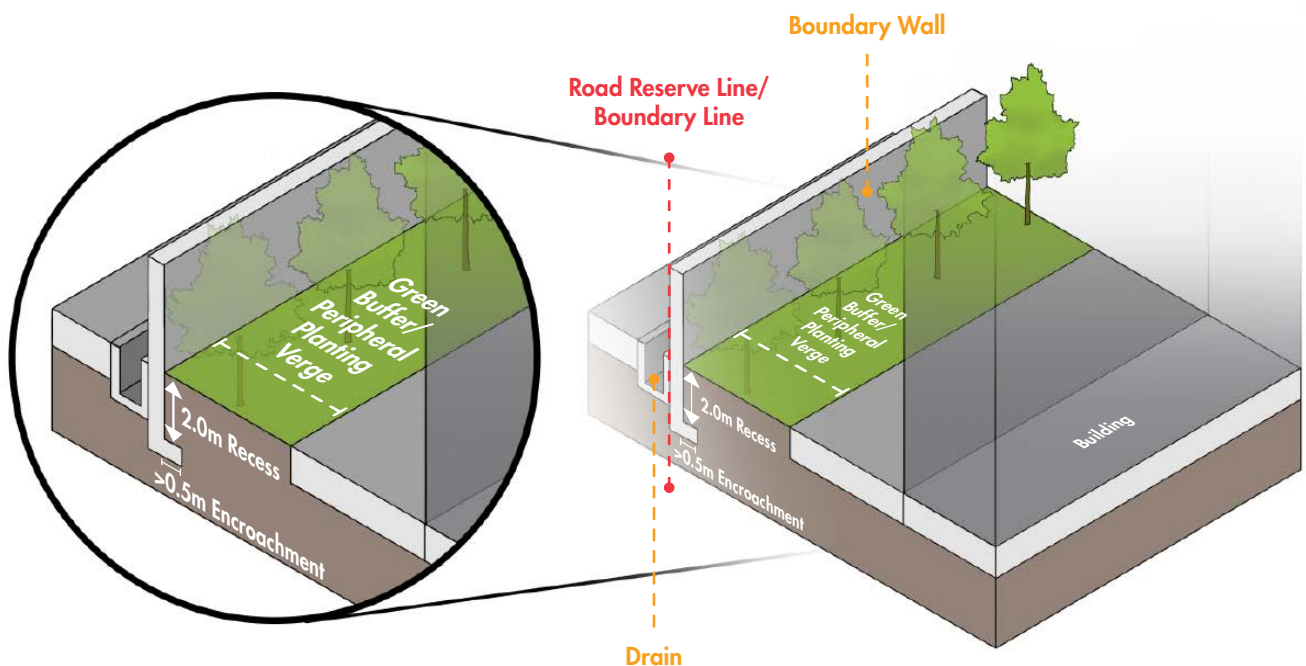 Boundary Wall
Road Reserve Line/
Boundary Line
Green
Buffer/
Peripheral
Planting
Verge
2.0m Recess
>0.5m Encroachment
Green
Buffer/
Peripheral
Planting
Verge
2.0m Recess
>0.5m Encroachment
Building
Drain